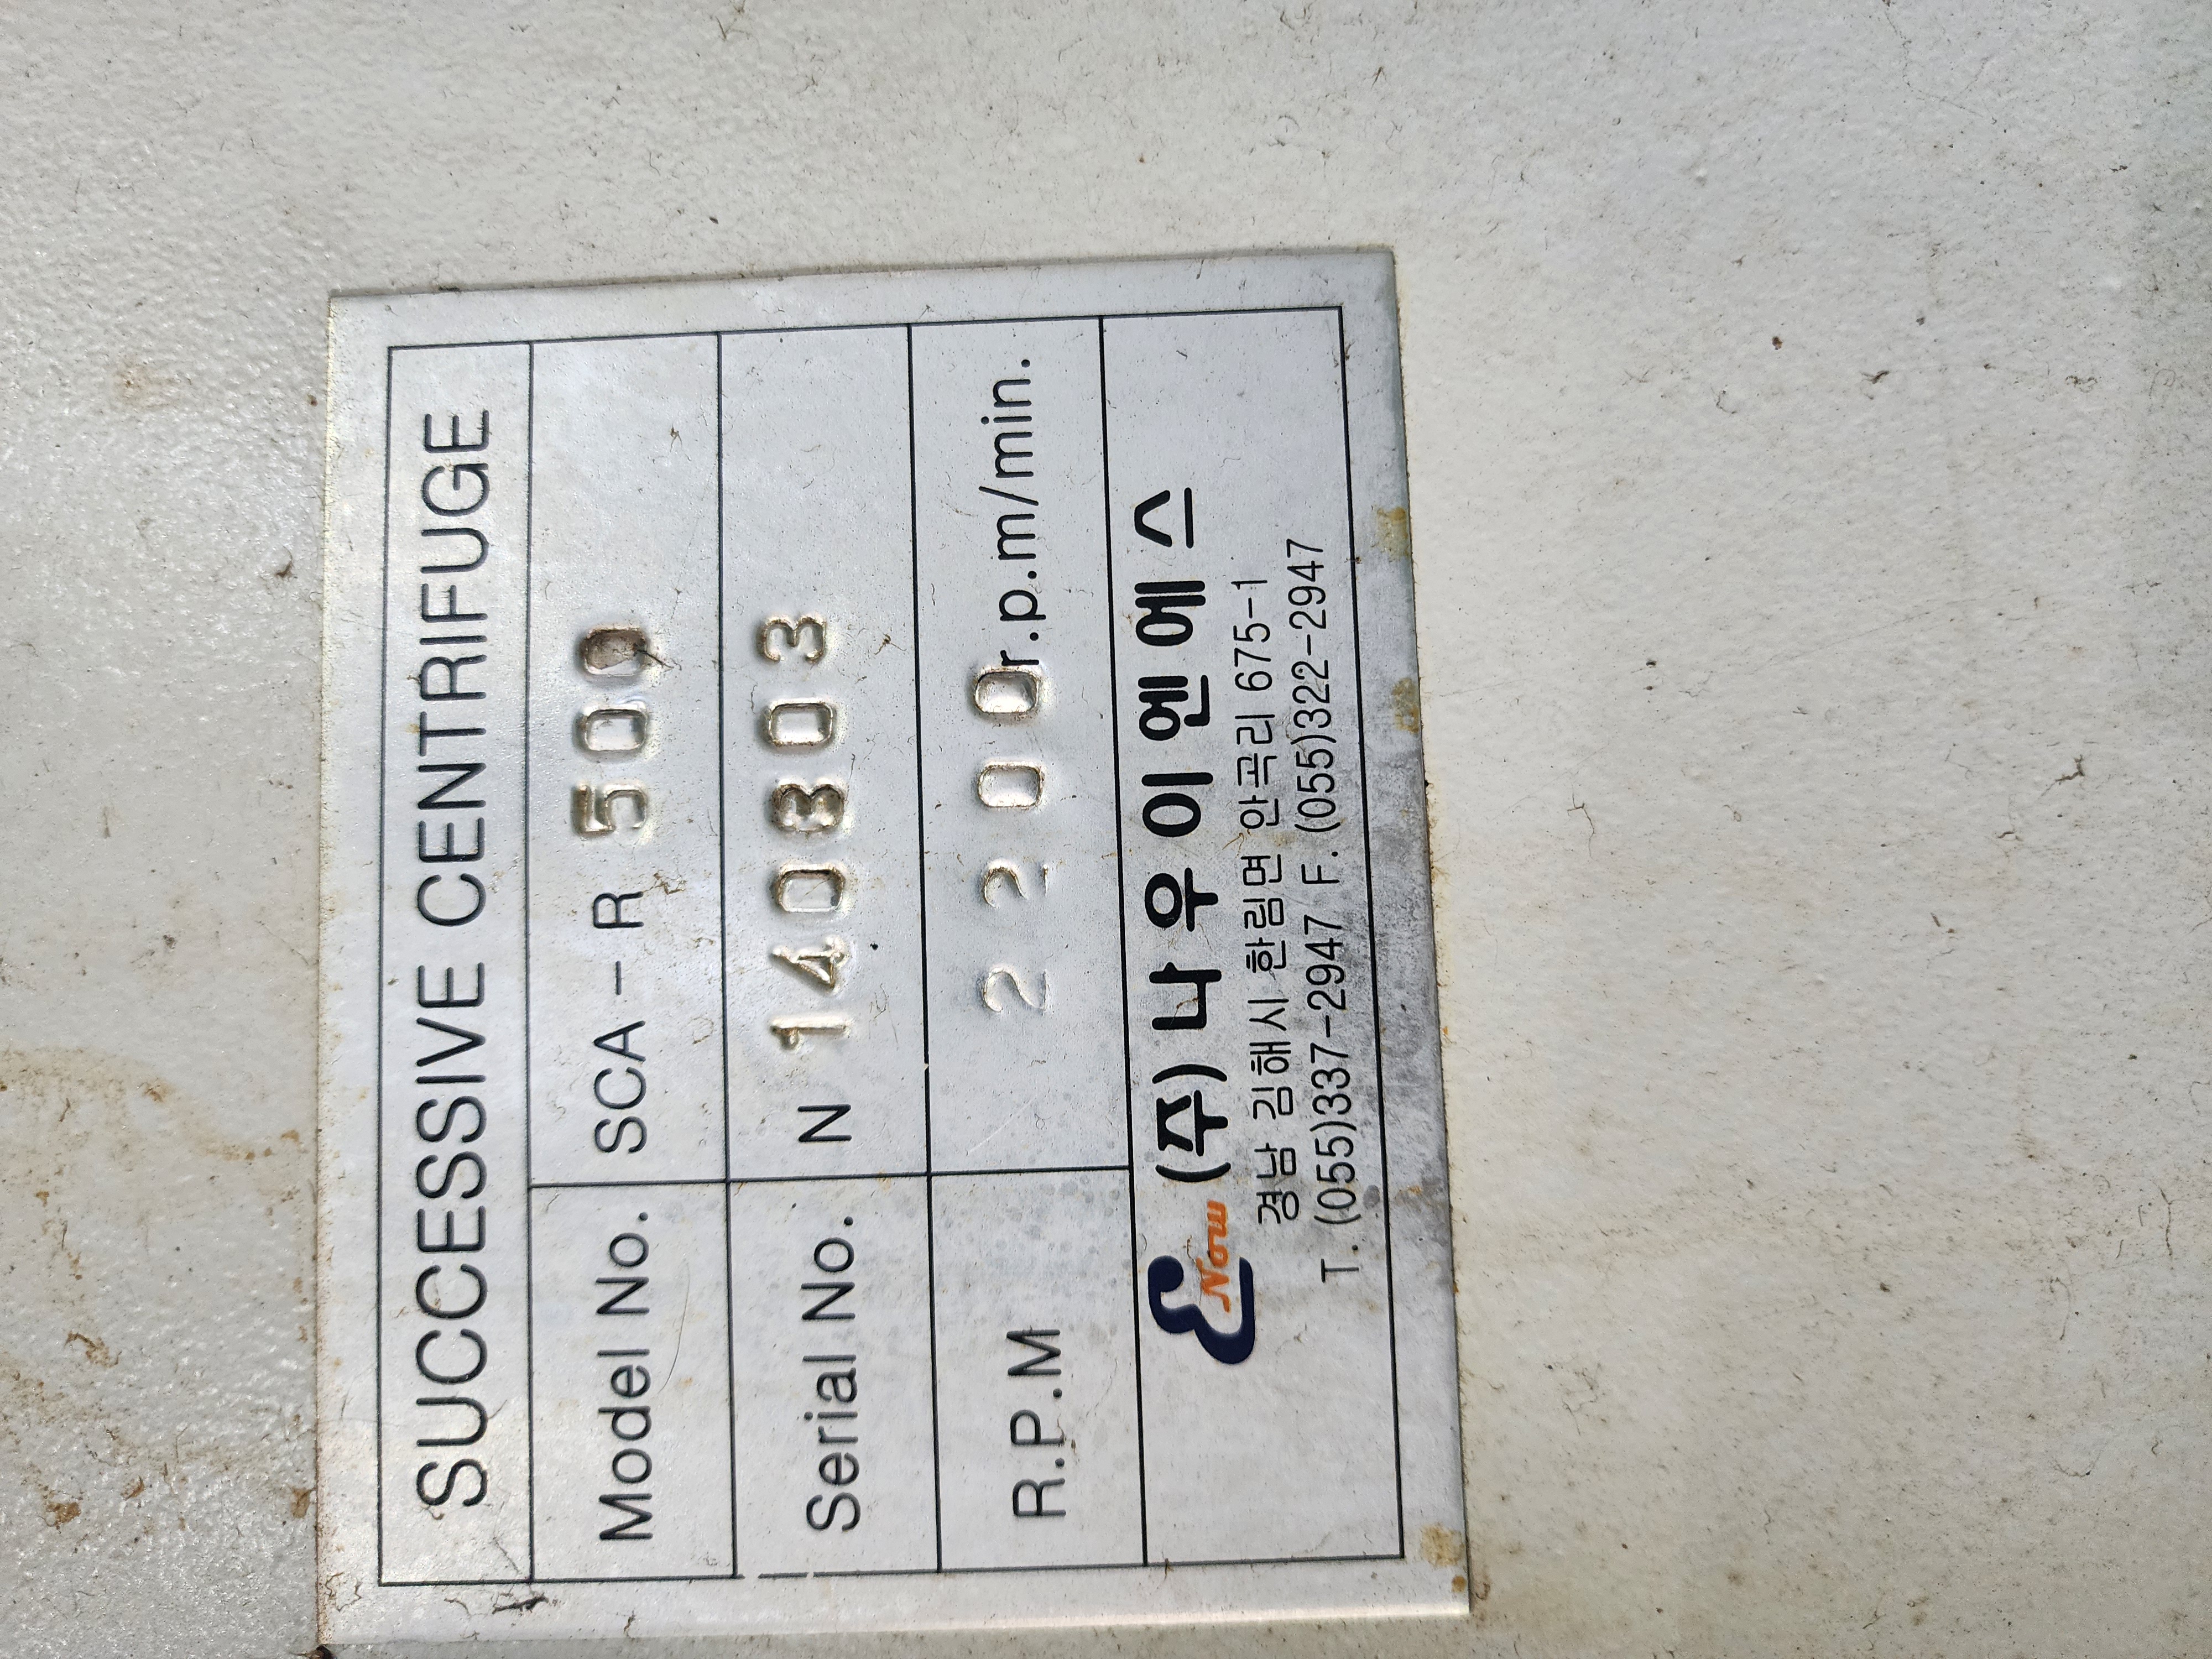 SUCCESSIVE CENTRIFUGE
Model No. SCA-R 500
Serial No. N 140803
R.P.M 2200 r.p.m/min.
Now (주)나우이엔에스
경남 김해시 한림면 안곡리 675-1
T.(055)337-2947 F.(055)322-2947